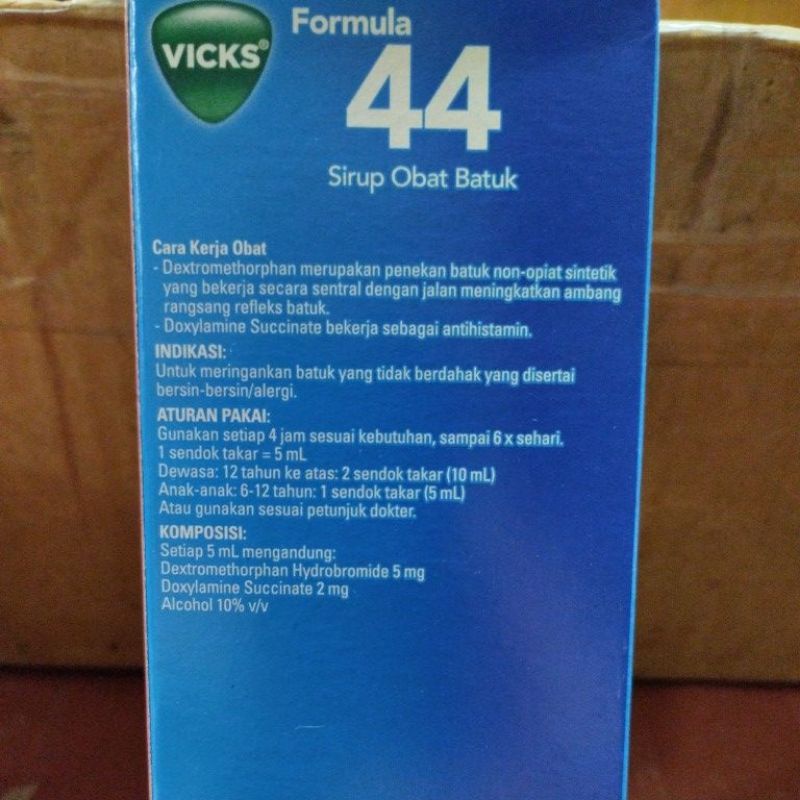 VICKS®
Formula
44
Sirup Obat Batuk
Cara Kerja Obat
- Dextromethorphan merupakan penekan batuk non-opiat sintetik
yang bekerja secara sentral dengan jalan meningkatkan ambang
rangsang refleks batuk.
- Doxylamine Succinate bekerja sebagai antihistamin.
INDIKASI:
Untuk meringankan batuk yang tidak berdahak yang disertai
bersin-bersin/alergi.
ATURAN PAKAI:
Gunakan setiap 4 jam sesuai kebutuhan, sampai 6 x sehari.
1 sendok takar = 5 mL
Dewasa: 12 tahun ke atas: 2 sendok takar (10 mL)
Anak-anak: 6-12 tahun: 1 sendok takar (5 mL)
Atau gunakan sesuai petunjuk dokter.
KOMPOSISI:
Setiap 5 mL mengandung:
Dextromethorphan Hydrobromide 5 mg
Doxylamine Succinate 2 mg
Alcohol 10% v/v